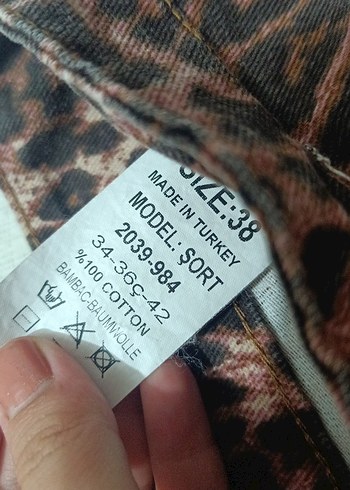 SIZE:38
MADE IN TURKEY
MODEL: ŞORT
2039-984
34-36Ç-42
%100 COTTON
BAMBAC-BAUMWOLLE